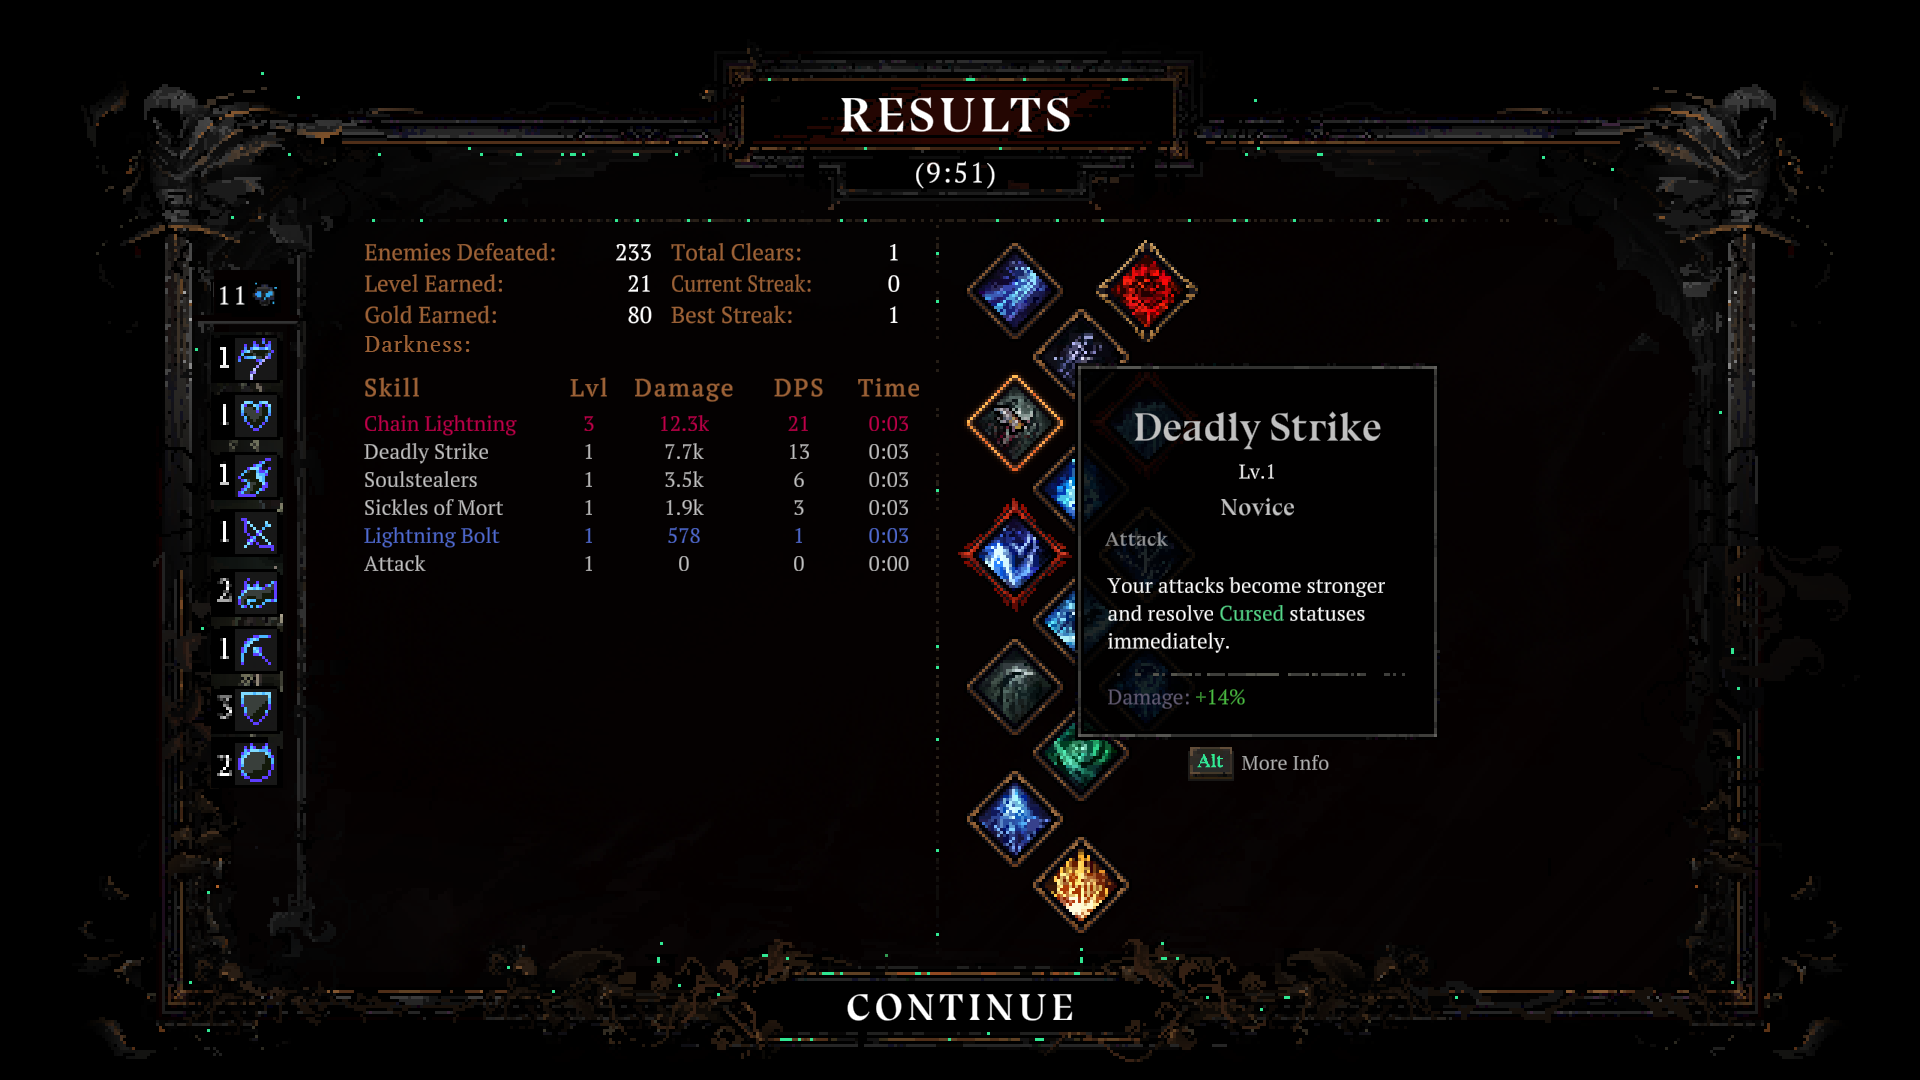 RESULTS
(9:51)
Enemies Defeated: 233 Total Clears: 1
Level Earned: 21 Current Streak: 0
Gold Earned: 80 Best Streak: 1
Darkness:
11
1
1
1
1
2
1
3
2
Skill Lvl Damage DPS Time
Chain Lightning 3 12.3k 21 0:03
Deadly Strike 1 7.7k 13 0:03
Soulstealers 1 3.5k 6 0:03
Sickles of Mort 1 1.9k 3 0:03
Lightning Bolt 1 578 1 0:03
Attack 1 0 0 0:00
Deadly Strike
Lv.1
Novice
Attack
Your attacks become stronger
and resolve Cursed statuses
immediately.
Damage: +14%
Alt More Info
CONTINUE